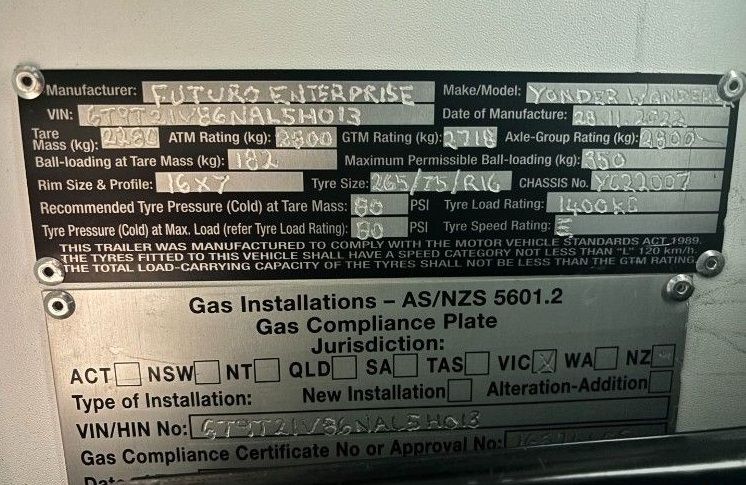 Manufacturer: FUTURO ENTERPRISE Make/Model: YONDER WANDER
VIN: 6T9T21V86NAL5H013 Date of Manufacture: 28.11.2022
Tare Mass (kg): 2280 ATM Rating (kg): 2800 GTM Rating (kg): 2718 Axle-Group Rating (kg): 2800
Ball-loading at Tare Mass (kg): 182 Maximum Permissible Ball-loading (kg): 350
Rim Size & Profile: 16X7 Tyre Size: 265/75/R16 CHASSIS No. YC22007
Recommended Tyre Pressure (Cold) at Tare Mass: 80 PSI Tyre Load Rating: 1400KG
Tyre Pressure (Cold) at Max. Load (refer Tyre Load Rating): 80 PSI Tyre Speed Rating:
THIS TRAILER WAS MANUFACTURED TO COMPLY WITH THE MOTOR VEHICLE STANDARDS ACT 1989.
THE TYRES FITTED TO THIS VEHICLE SHALL HAVE A SPEED CATEGORY NOT LESS THAN "L" 120 km/h.
THE TOTAL LOAD-CARRYING CAPACITY OF THE TYRES SHALL NOT BE LESS THAN THE GTM RATING
Gas Installations – AS/NZS 5601.2
Gas Compliance Plate
Jurisdiction:
ACT NSW NT QLD SA TAS VIC X WA NZ
Type of Installation: New Installation Alteration-Addition
VIN/HIN No: 6T9T21V86NAL5H013
Gas Compliance Certificate No or Approval No: